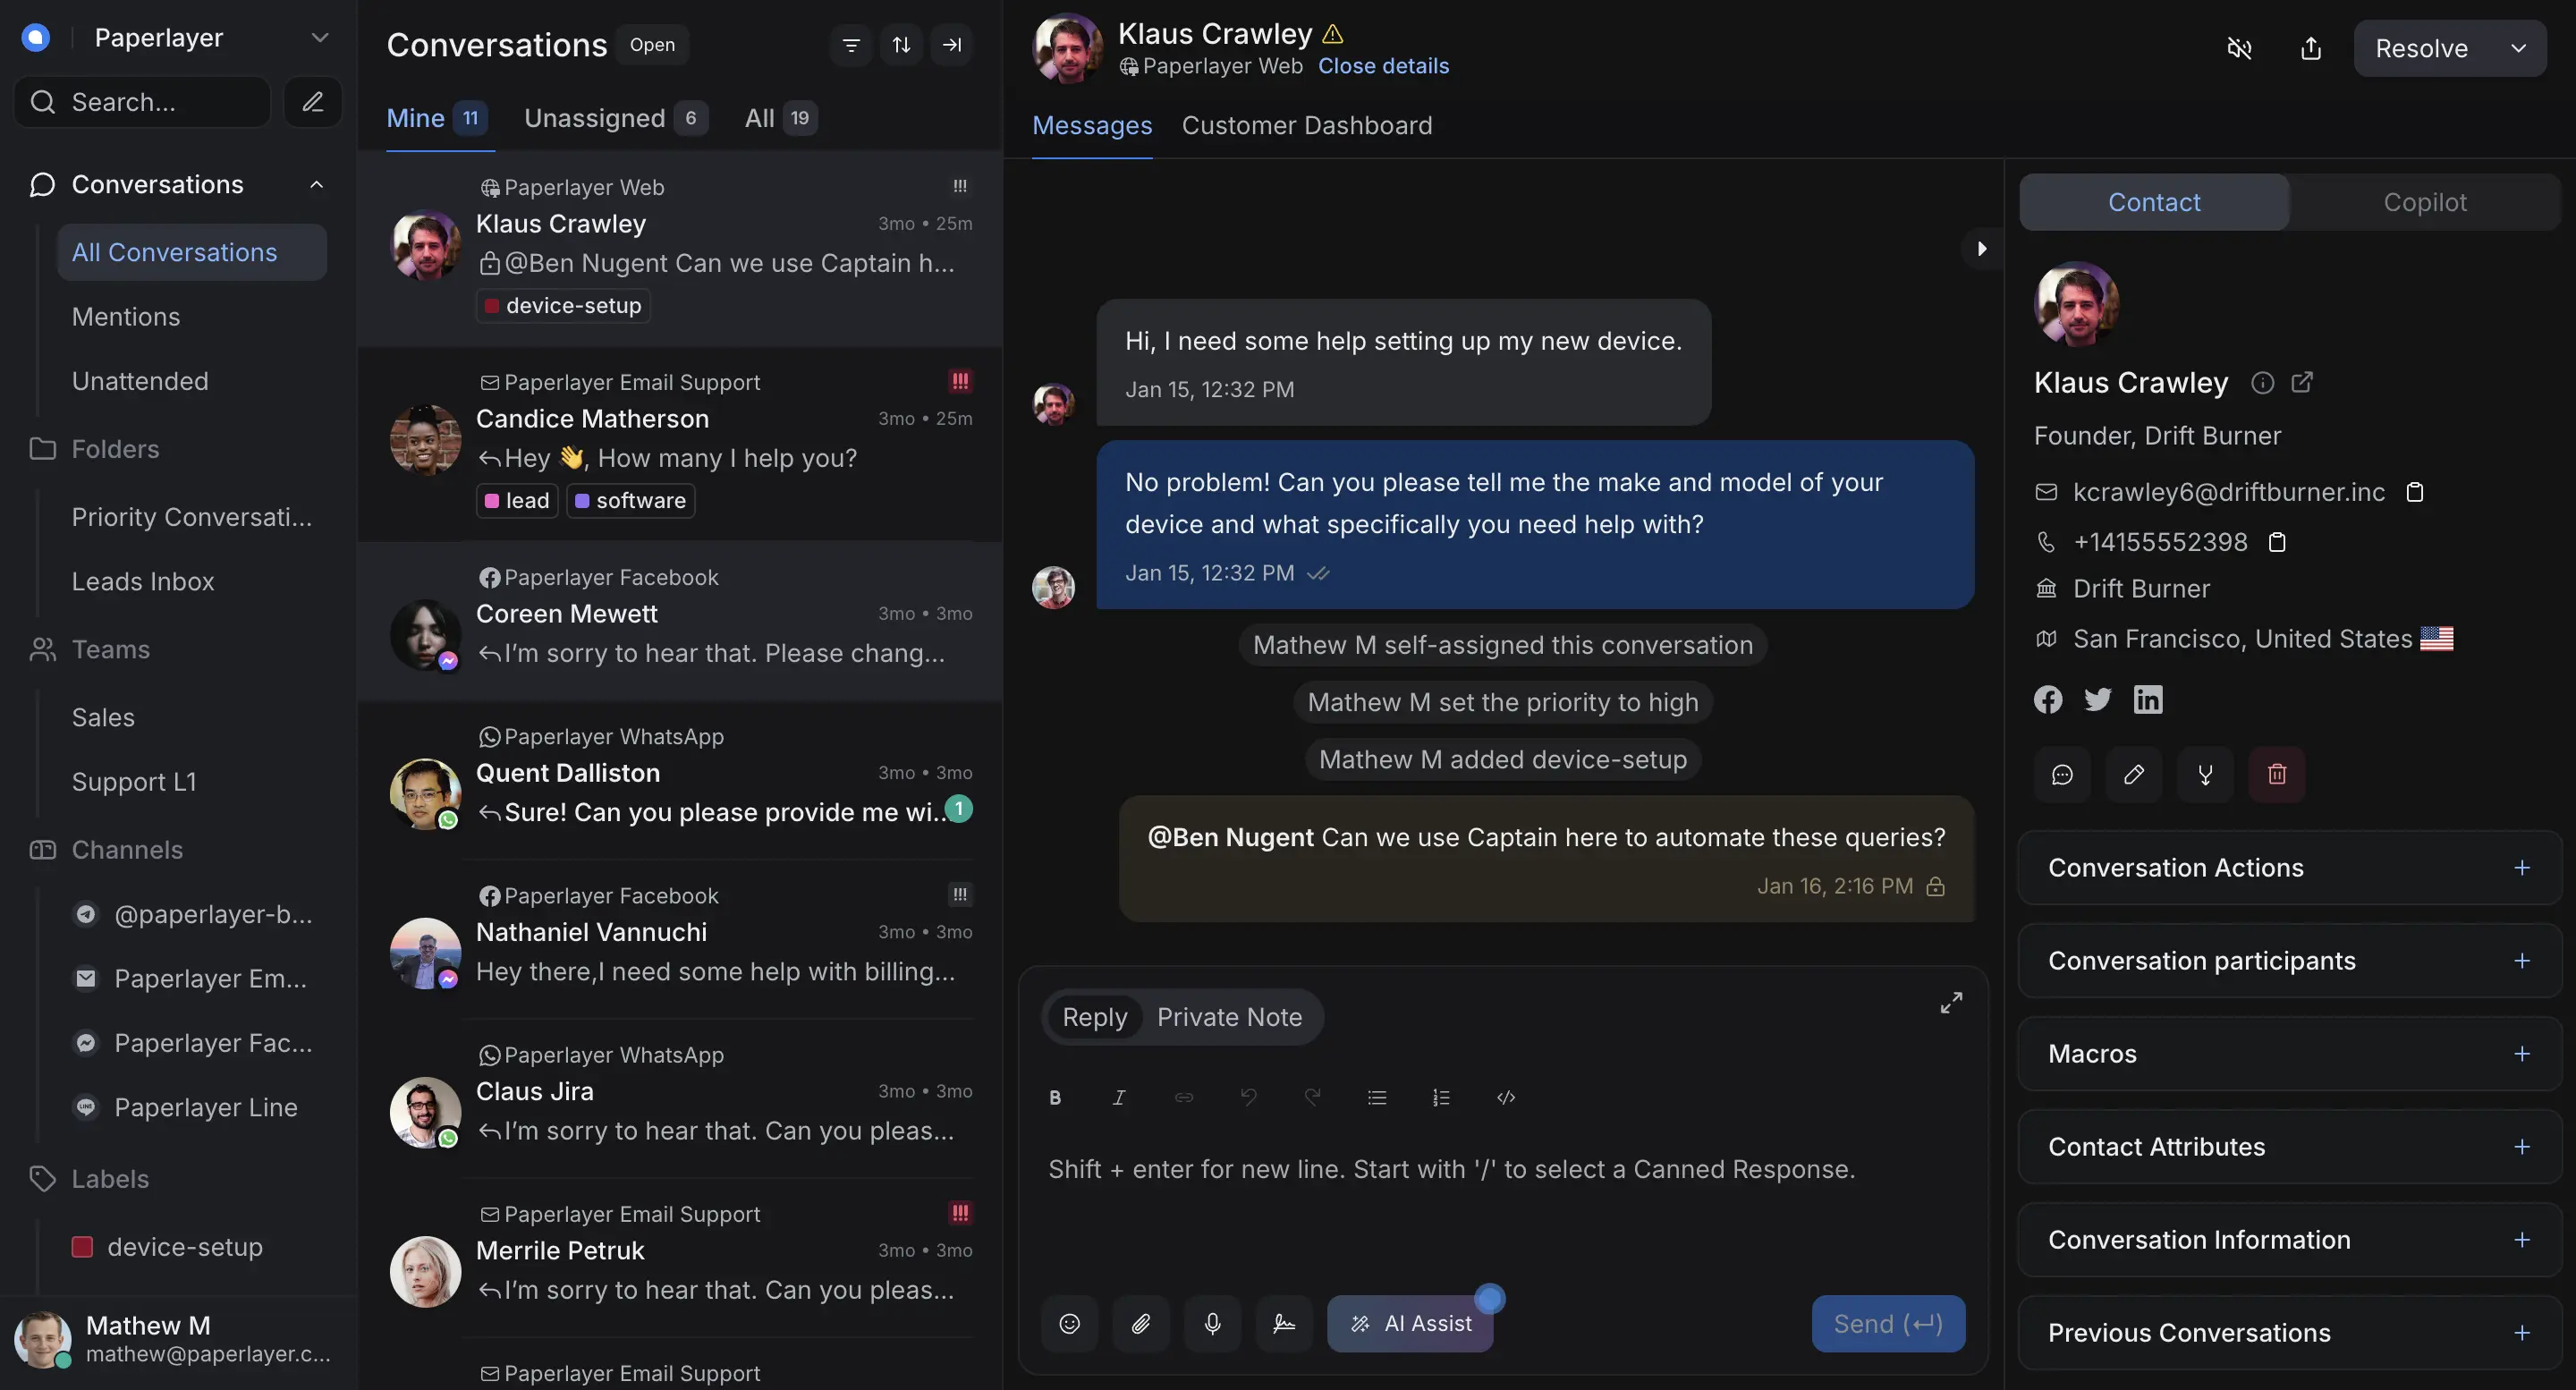 Paperlayer
Search...
Conversations
All Conversations
Mentions
Unattended
Folders
Priority Conversati...
Leads Inbox
Teams
Sales
Support L1
Channels
@paperlayer-b...
Paperlayer Em...
Paperlayer Fac...
Paperlayer Line
Labels
device-setup
Mathew M
mathew@paperlayer.c...
Conversations Open
Mine 11 Unassigned 6 All 19
Paperlayer Web
Klaus Crawley 3mo • 25m
@Ben Nugent Can we use Captain h...
device-setup
Paperlayer Email Support
Candice Matherson 3mo • 25m
Hey 👋, How many I help you?
lead software
Paperlayer Facebook
Coreen Mewett 3mo • 3mo
I'm sorry to hear that. Please chang...
Paperlayer WhatsApp
Quent Dalliston 3mo • 3mo
Sure! Can you please provide me wi... 1
Paperlayer Facebook
Nathaniel Vannuchi 3mo • 3mo
Hey there,I need some help with billing...
Paperlayer WhatsApp
Claus Jira 3mo • 3mo
I'm sorry to hear that. Can you pleas...
Paperlayer Email Support
Merrile Petruk 3mo • 3mo
I'm sorry to hear that. Can you pleas...
Paperlayer Email Support
Klaus Crawley
Paperlayer Web Close details
Resolve
Messages Customer Dashboard
Hi, I need some help setting up my new device.
Jan 15, 12:32 PM
No problem! Can you please tell me the make and model of your
device and what specifically you need help with?
Jan 15, 12:32 PM
Mathew M self-assigned this conversation
Mathew M set the priority to high
Mathew M added device-setup
@Ben Nugent Can we use Captain here to automate these queries?
Jan 16, 2:16 PM
Reply Private Note
Shift + enter for new line. Start with '/' to select a Canned Response.
AI Assist
Send (↵)
Contact Copilot
Klaus Crawley
Founder, Drift Burner
kcrawley6@driftburner.inc
+14155552398
Drift Burner
San Francisco, United States 🇺🇸
Conversation Actions
Conversation participants
Macros
Contact Attributes
Conversation Information
Previous Conversations